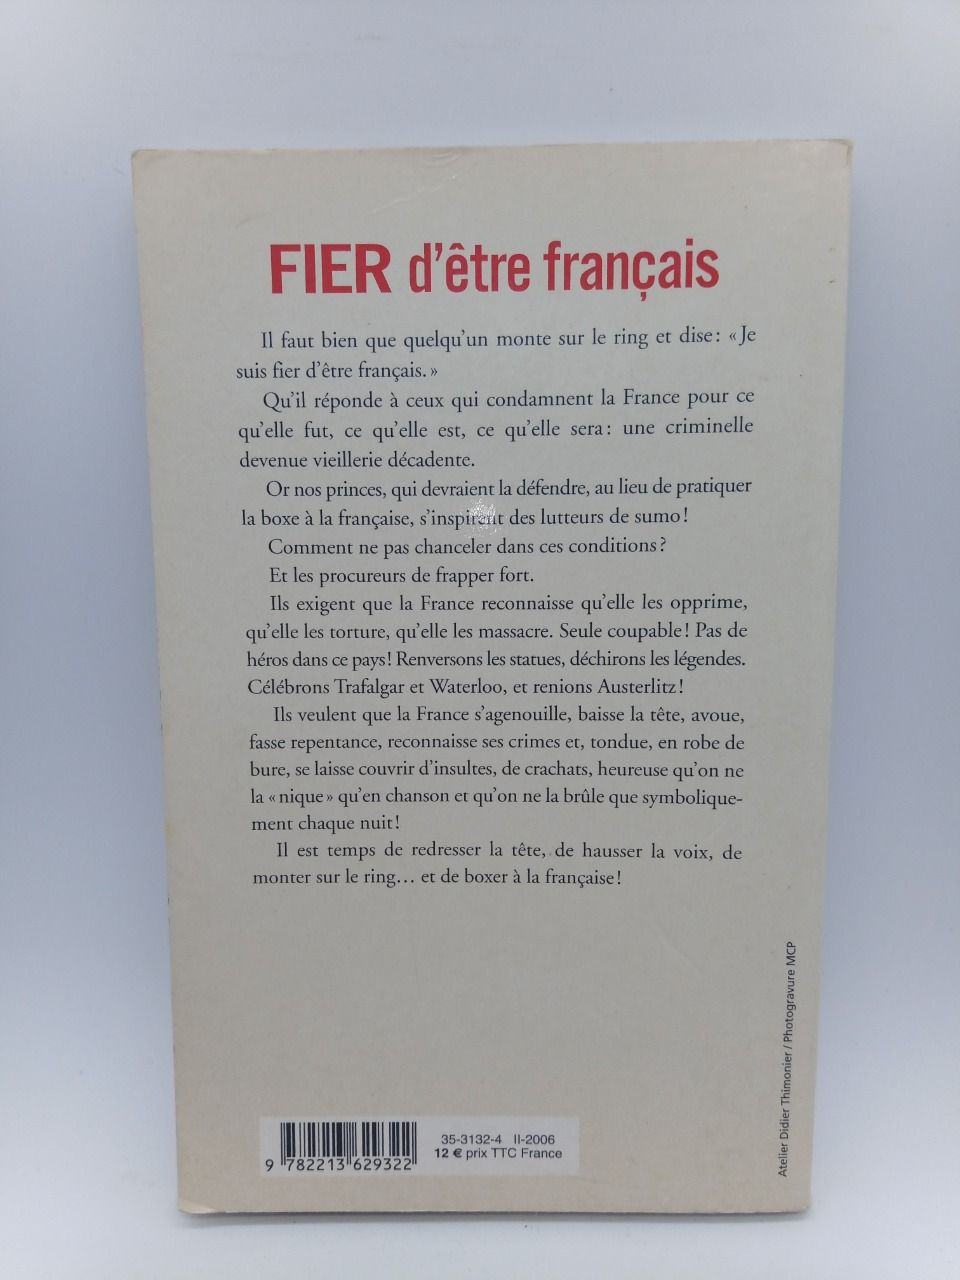 FIER d'être français
Il faut bien que quelqu'un monte sur le ring et dise : « Je
suis fier d'être français. »
Qu'il réponde à ceux qui condamnent la France pour ce
qu'elle fut, ce qu'elle est, ce qu'elle sera : une criminelle
devenue vieillerie décadente.
Or nos princes, qui devraient la défendre, au lieu de pratiquer
la boxe à la française, s'inspirent des lutteurs de sumo !
Comment ne pas chanceler dans ces conditions ?
Et les procureurs de frapper fort.
Ils exigent que la France reconnaisse qu'elle les opprime,
qu'elle les torture, qu'elle les massacre. Seule coupable ! Pas de
héros dans ce pays ! Renversons les statues, déchirons les légendes.
Célébrons Trafalgar et Waterloo, et renions Austerlitz !
Ils veulent que la France s'agenouille, baisse la tête, avoue,
fasse repentance, reconnaisse ses crimes et, tondue, en robe de
bure, se laisse couvrir d'insultes, de crachats, heureuse qu'on ne
la « nique » qu'en chanson et qu'on ne la brûle que symbolique-
ment chaque nuit !
Il est temps de redresser la tête, de hausser la voix, de
monter sur le ring... et de boxer à la française !
Atelier Didier Thimonier / Photogravure MCP
35-3132-4 II-2006
12 € prix TTC France
9 782213 629322